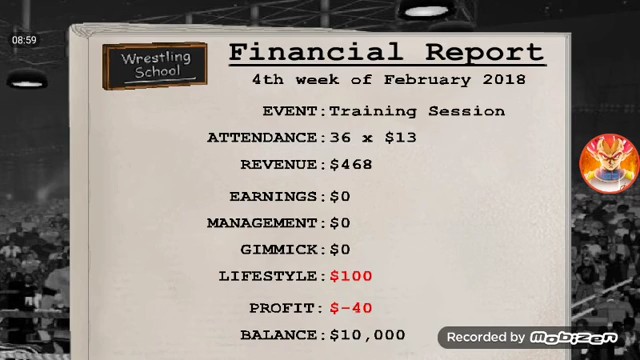 08:59
Wrestling
School
Financial Report
4th week of February 2018
EVENT:Training Session
ATTENDANCE:36 x $13
REVENUE:$468
EARNINGS:$0
MANAGEMENT:$0
GIMMICK:$0
LIFESTYLE:$100
PROFIT:$-40
BALANCE:$10,000
Recorded by Mobizen